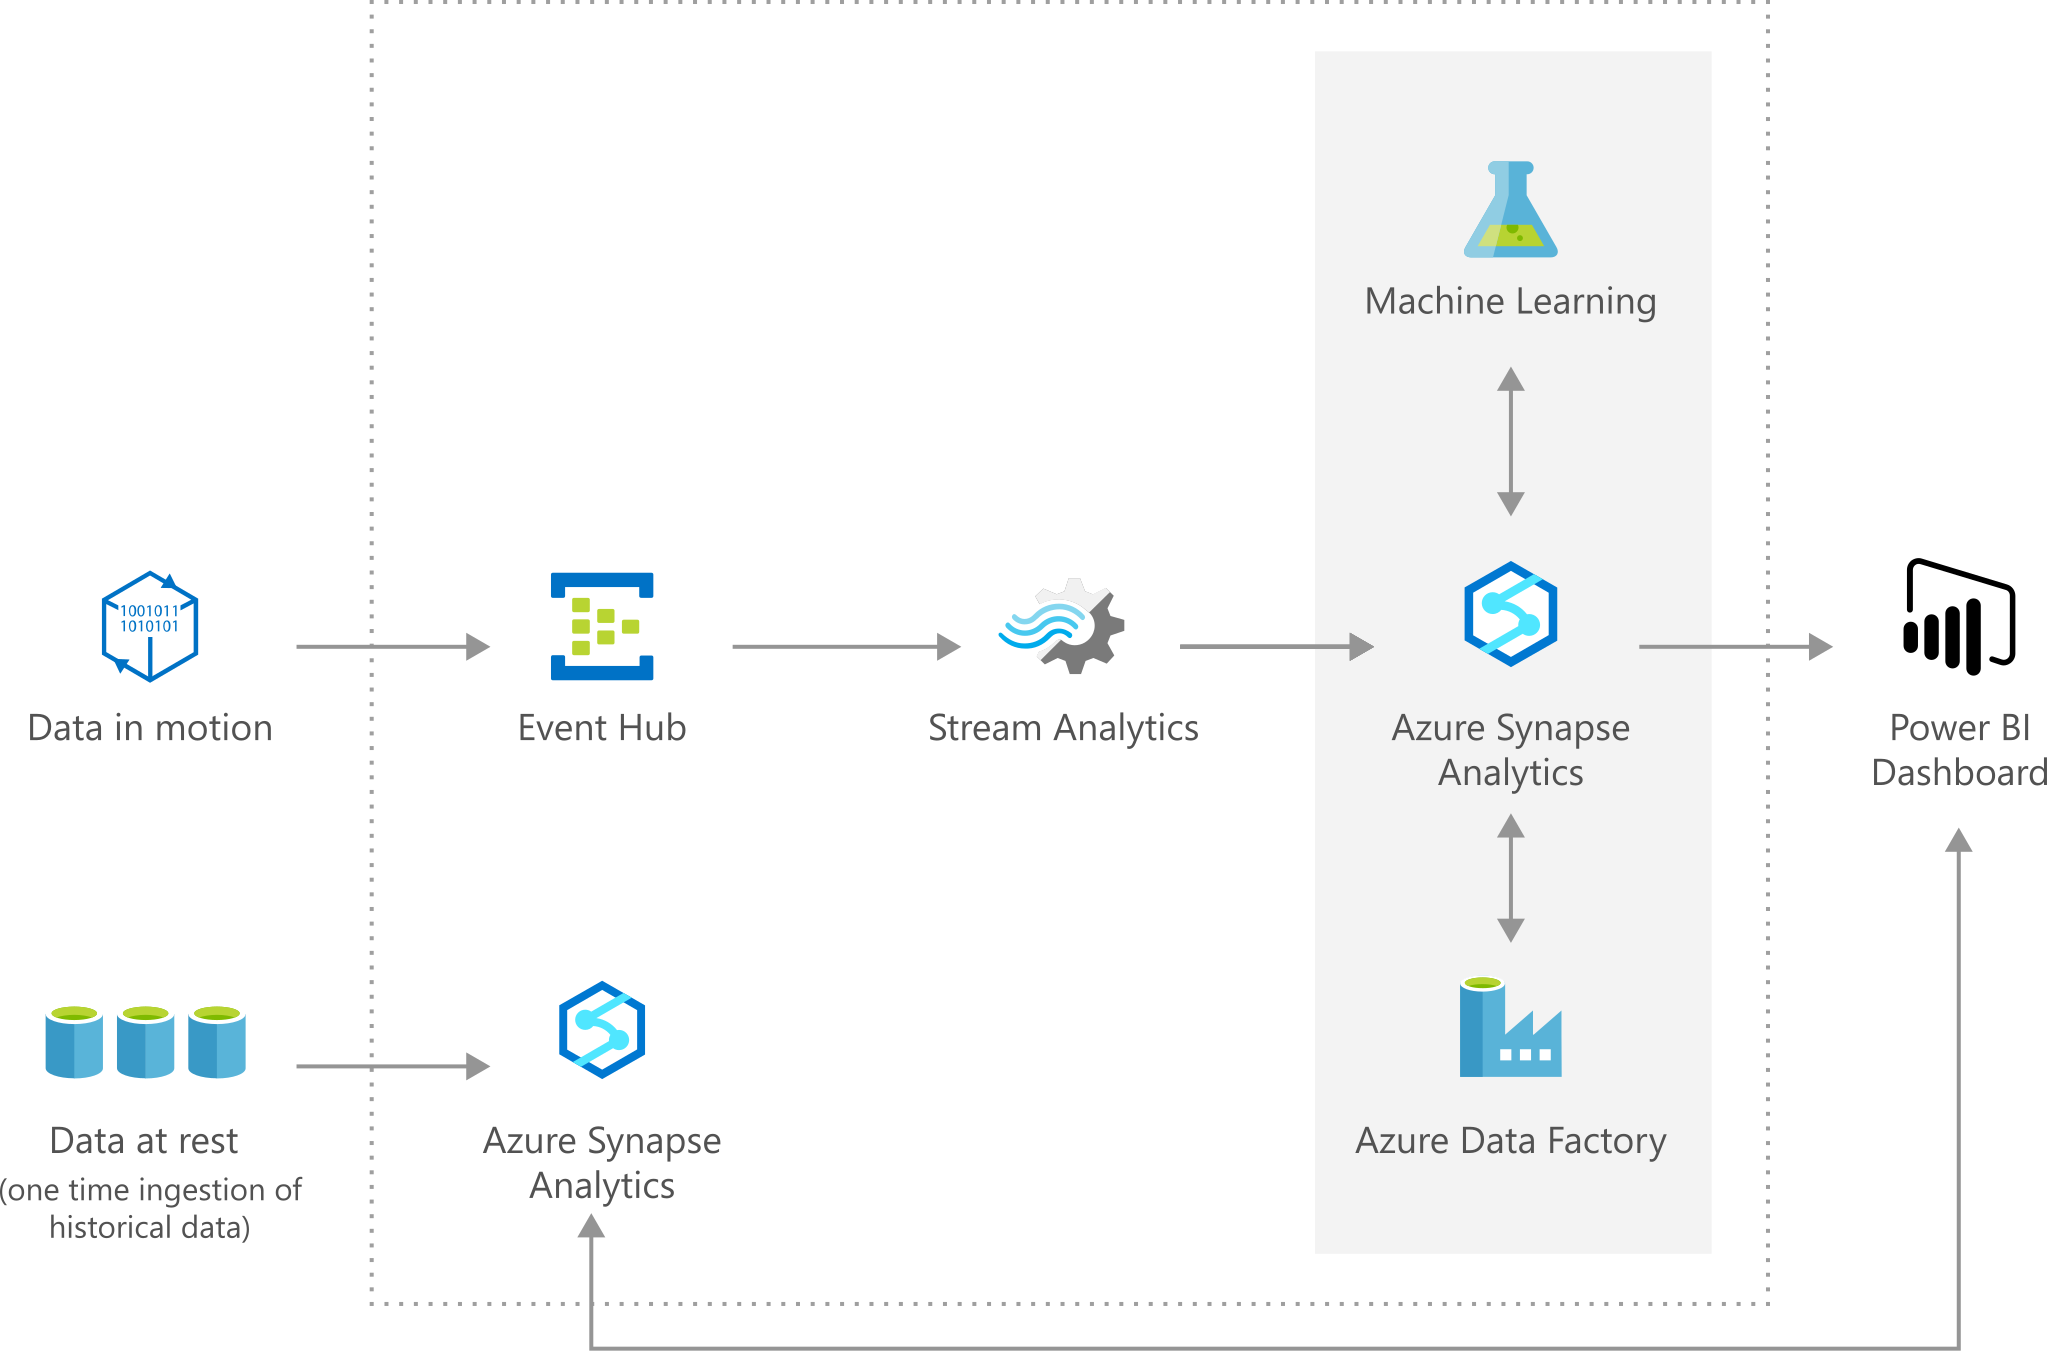 Machine Learning
1001011
1010101
Data in motion
Event Hub
Stream Analytics
Azure Synapse
Analytics
Power BI
Dashboard
Data at rest
(one time ingestion of
historical data)
Azure Synapse
Analytics
Azure Data Factory